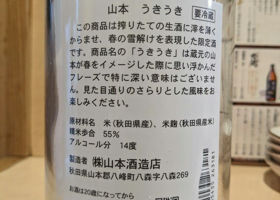 山本　うきうき　要冷蔵
この商品は搾りたての生酒に滓を濃く
からませ、春の雪解けを表現した限定酒
です。商品名の「うきうき」は蔵元の山
本が春をイメージした際に思い浮かんだ
フレーズで特に深い意味はございませ
ん。見た目通りのさらりとした風味をお
楽しみください。
原材料名　米（秋田県産）、米麹（秋田県産米）
精米歩合　55%
アルコール分　14度
製造者　㈱山本酒造店
秋田県山本郡八峰町八森字八森269
お酒は20歳になってから